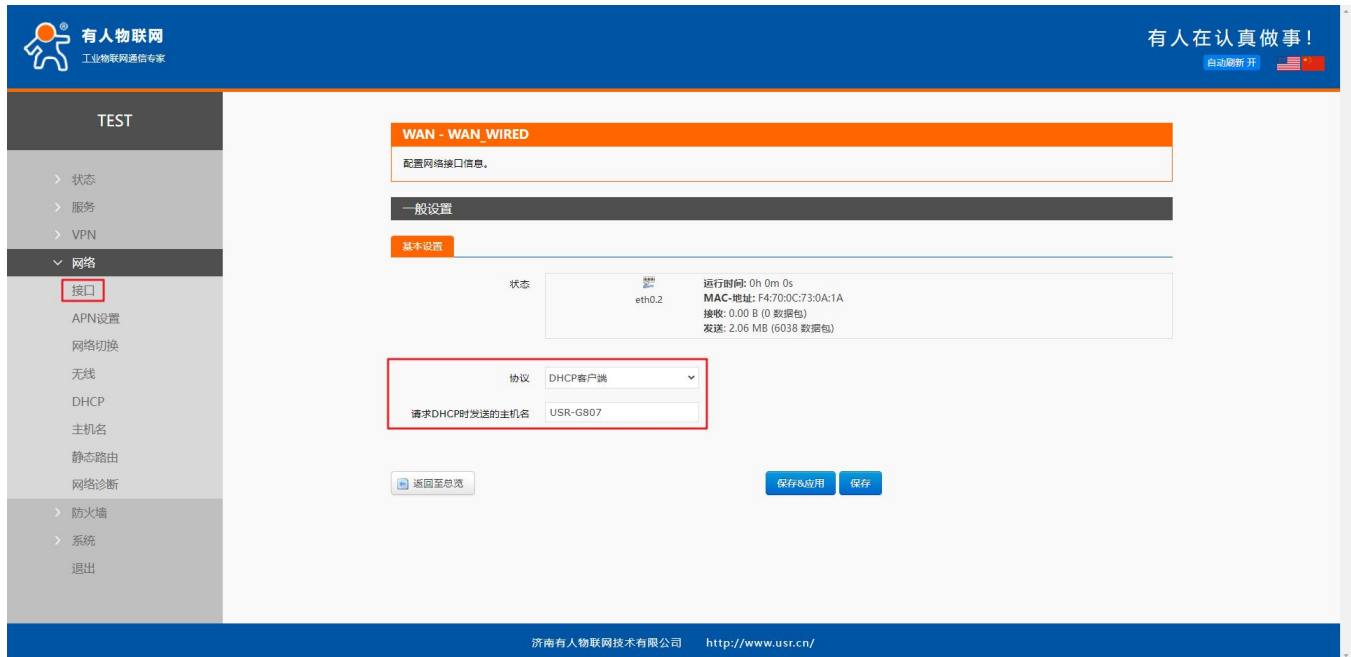 有人物联网
工业物联网通信专家
有人在认真做事！
自动刷新 开
TEST
状态
服务
VPN
网络
接口
APN设置
网络切换
无线
DHCP
主机名
静态路由
网络诊断
防火墙
系统
退出
WAN - WAN_WIRED
配置网络接口信息。
一般设置
基本设置
状态
eth0.2
运行时间: 0h 0m 0s
MAC-地址: F4:70:0C:73:0A:1A
接收: 0.00 B (0 数据包)
发送: 2.06 MB (6038 数据包)
协议 DHCP客户端
请求DHCP时发送的主机名 USR-G807
返回至总览 保存&应用 保存
济南有人物联网技术有限公司 http://www.usr.cn/